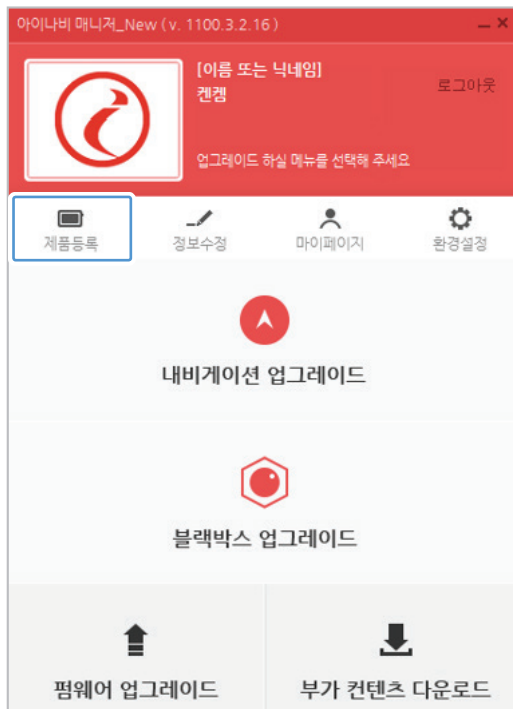 아이나비 매니저_New ( v. 1100.3.2.16 )
[이름 또는 닉네임]
켄켐
로그아웃
업그레이드 하실 메뉴를 선택해 주세요
제품등록
정보수정
마이페이지
환경설정
내비게이션 업그레이드
블랙박스 업그레이드
펌웨어 업그레이드
부가 컨텐츠 다운로드